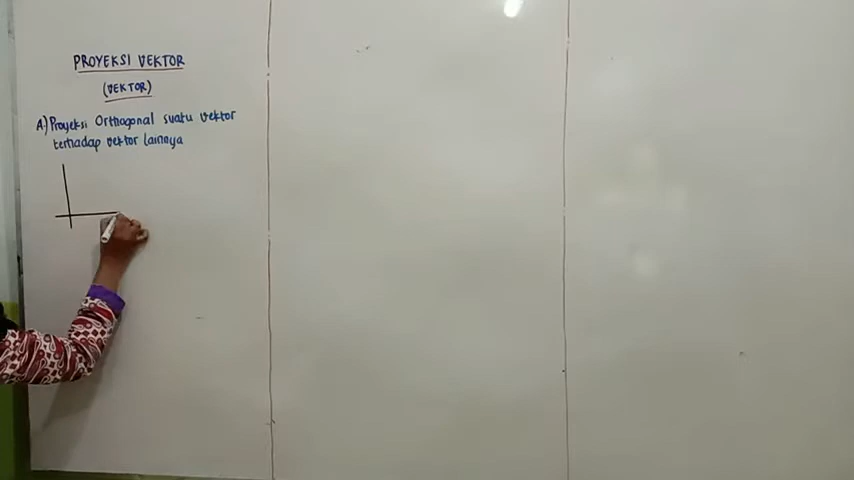 PROYEKSI VEKTOR
(VEKTOR)
A) Proyeksi Orthogonal suatu vektor
terhadap vektor lainnya